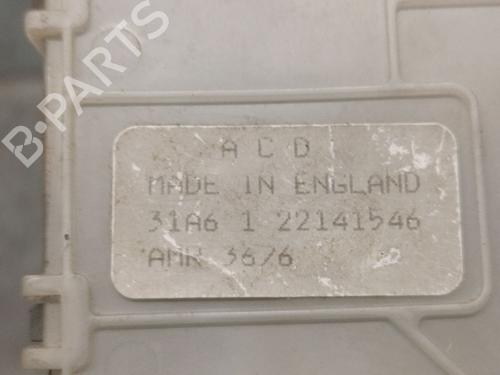 B-PARTS
A C D
MADE IN ENGLAND
31A6 1 22141546
AMR 3676